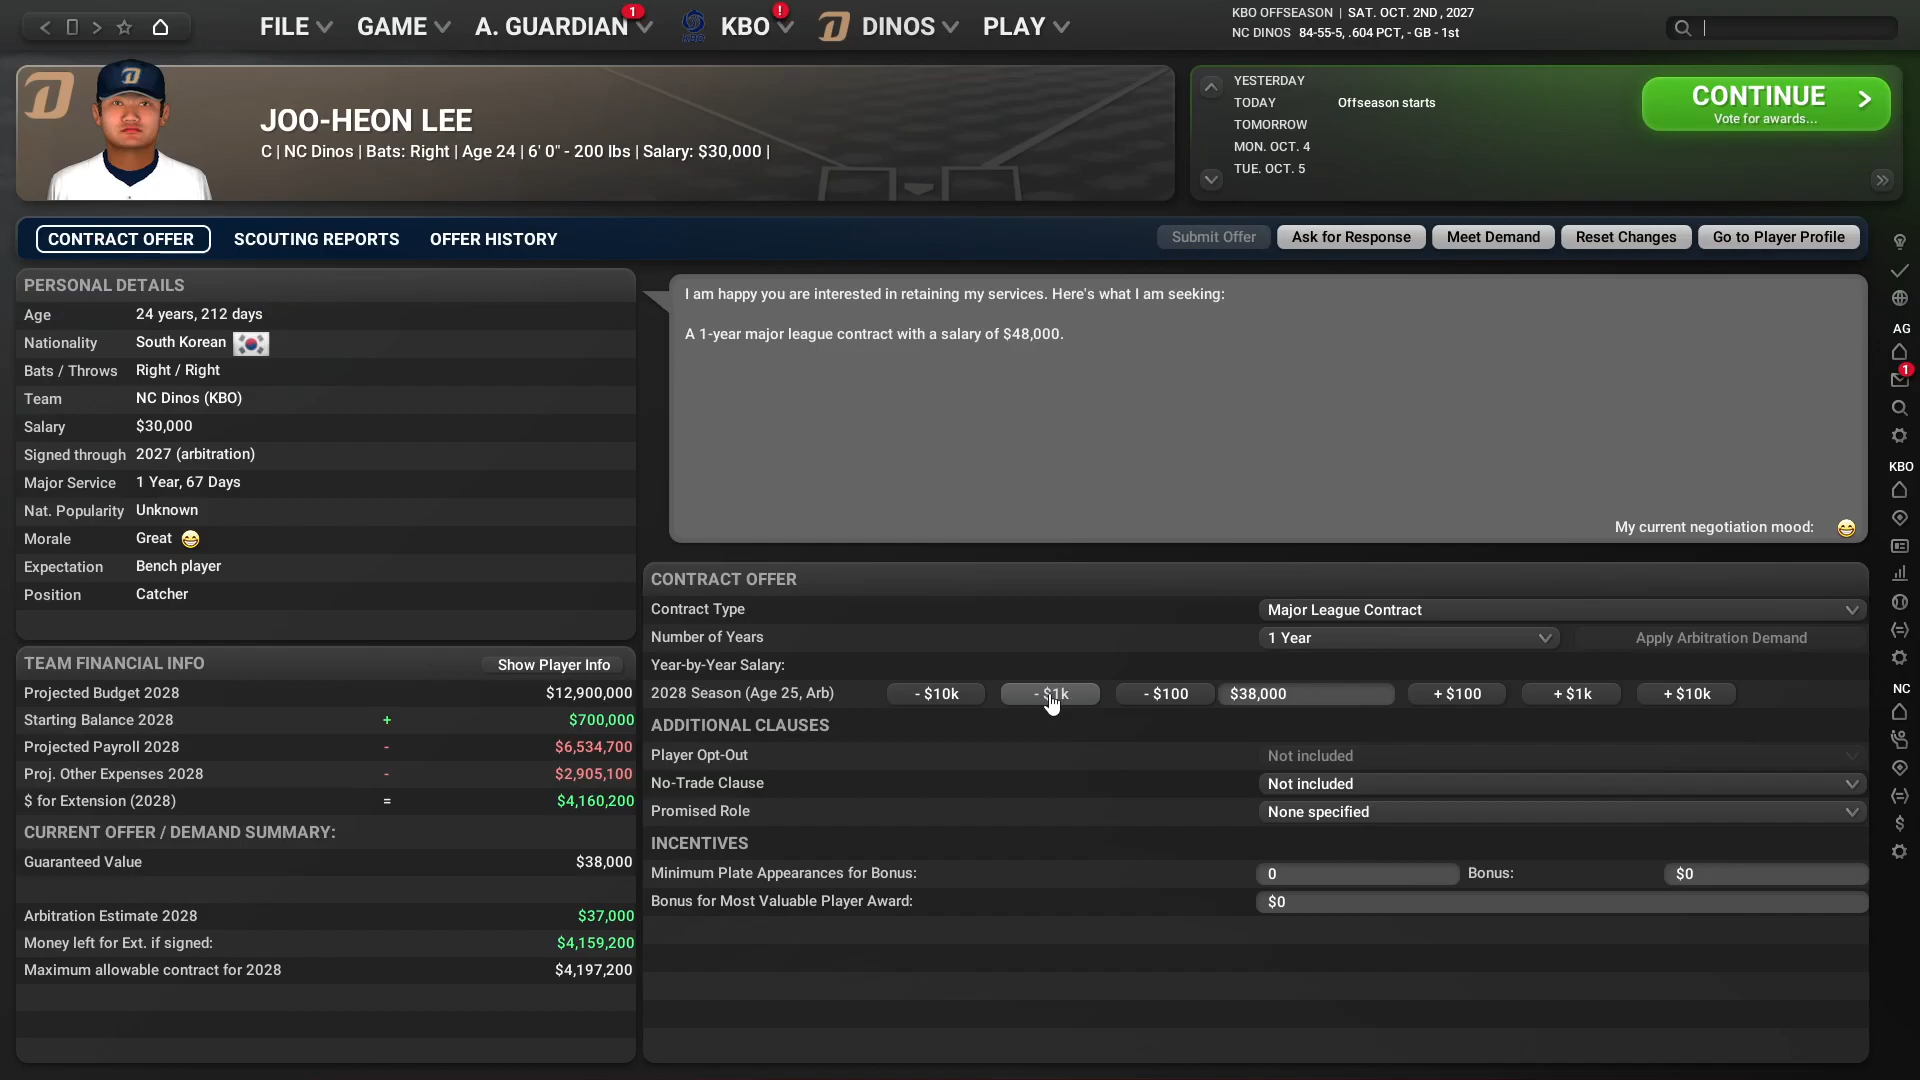 FILE GAME A. GUARDIAN 1 KBO ! DINOS PLAY
KBO OFFSEASON | SAT. OCT. 2ND , 2027
NC DINOS 84-55-5, .604 PCT, - GB - 1st
JOO-HEON LEE
C | NC Dinos | Bats: Right | Age 24 | 6' 0" - 200 lbs | Salary: $30,000 |
YESTERDAY
TODAY Offseason starts
TOMORROW
MON. OCT. 4
TUE. OCT. 5
CONTINUE
Vote for awards...
CONTRACT OFFER SCOUTING REPORTS OFFER HISTORY
Submit Offer Ask for Response Meet Demand Reset Changes Go to Player Profile
PERSONAL DETAILS
Age 24 years, 212 days
Nationality South Korean
Bats / Throws Right / Right
Team NC Dinos (KBO)
Salary $30,000
Signed through 2027 (arbitration)
Major Service 1 Year, 67 Days
Nat. Popularity Unknown
Morale Great
Expectation Bench player
Position Catcher
I am happy you are interested in retaining my services. Here's what I am seeking:
A 1-year major league contract with a salary of $48,000.
My current negotiation mood:
TEAM FINANCIAL INFO Show Player Info
Projected Budget 2028 $12,900,000
Starting Balance 2028 + $700,000
Projected Payroll 2028 - $6,534,700
Proj. Other Expenses 2028 - $2,905,100
$ for Extension (2028) = $4,160,200
CURRENT OFFER / DEMAND SUMMARY:
Guaranteed Value $38,000
Arbitration Estimate 2028 $37,000
Money left for Ext. if signed: $4,159,200
Maximum allowable contract for 2028 $4,197,200
CONTRACT OFFER
Contract Type Major League Contract
Number of Years 1 Year Apply Arbitration Demand
Year-by-Year Salary:
2028 Season (Age 25, Arb) - $10k - $1k - $100 $38,000 + $100 + $1k + $10k
ADDITIONAL CLAUSES
Player Opt-Out Not included
No-Trade Clause Not included
Promised Role None specified
INCENTIVES
Minimum Plate Appearances for Bonus: 0 Bonus: $0
Bonus for Most Valuable Player Award: $0
AG
1
KBO
NC